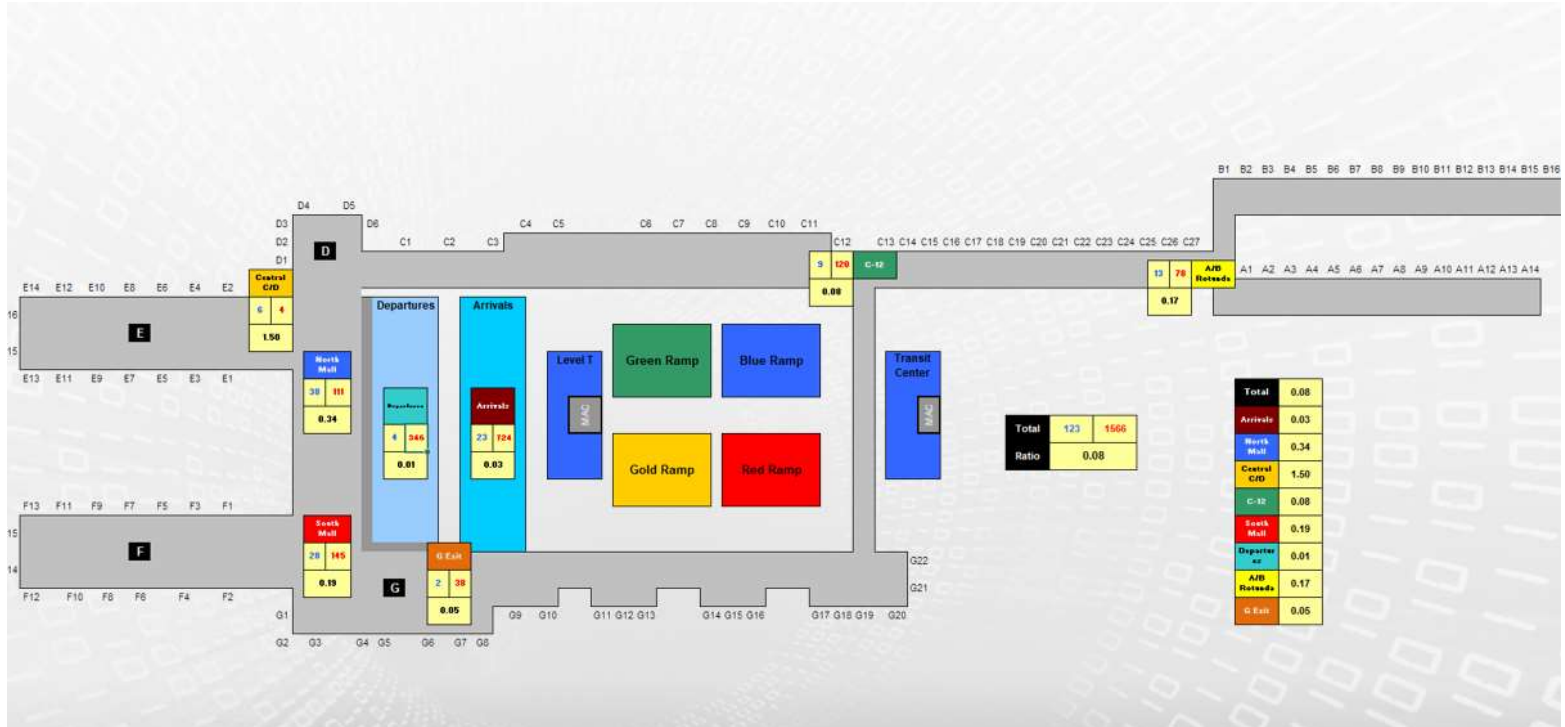 B1 B2 B3 B4 B5 B6 B7 B8 B9 B10 B11 B12 B13 B14 B15 B16
D4 D5
D3 D6 C4 C5 C6 C7 C8 C9 C10 C11
D2 D C1 C2 C3 C12 C13 C14 C15 C16 C17 C18 C19 C20 C21 C22 C23 C24 C25 C26 C27
D1
9 120 C-12
0.08
13 78 A/B Rotunda
0.17
A1 A2 A3 A4 A5 A6 A7 A8 A9 A10 A11 A12 A13 A14
Central
C/D
6 4
1.50
E14 E12 E10 E8 E6 E4 E2
16
E
15
E13 E11 E9 E7 E5 E3 E1
North
Mall
38 111
0.34
Departures
Departures
4 346
0.01
Arrivals
Arrivals
23 724
0.03
Level T
MAC
Green Ramp
Blue Ramp
Gold Ramp
Red Ramp
Transit
Center
MAC
Total 123 1566
Ratio 0.08
Total 0.08
Arrivals 0.03
North
Mall 0.34
Central
C/D 1.50
C-12 0.08
South
Mall 0.19
Departur
es 0.01
A/B
Rotunda 0.17
G Exit 0.05
F13 F11 F9 F7 F5 F3 F1
15
F
14
F12 F10 F8 F6 F4 F2
South
Mall
28 145
0.19
G
G Exit
2 38
0.05
G22
G21
G1 G9 G10 G11 G12 G13 G14 G15 G16 G17 G18 G19 G20
G2 G3 G4 G5 G6 G7 G8